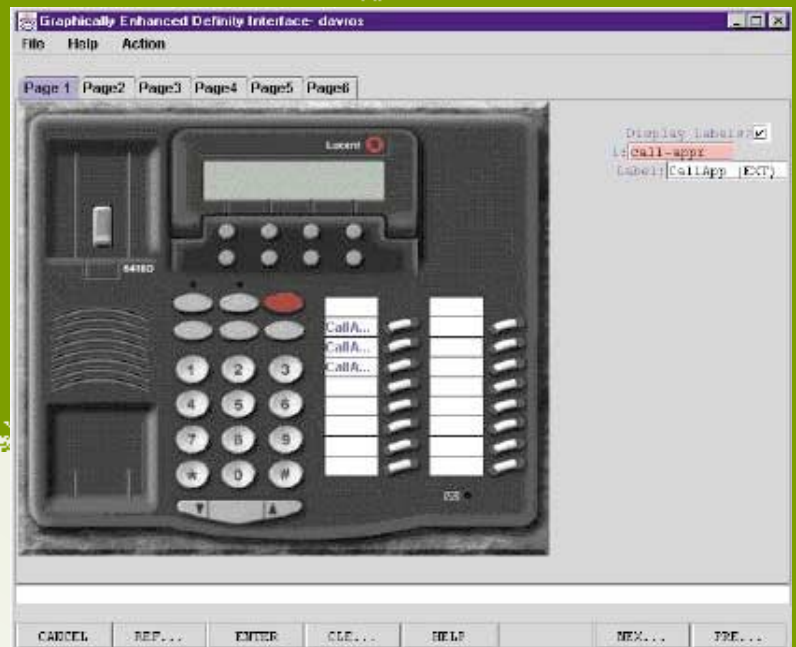 Graphically Enhanced Definity Interface- davros
File Help Action
Page 1 Page2 Page3 Page4 Page5 Page6
Display Labels?
1: call-appr
Label: CallApp (EXT)
Lucent
6416D
CallA...
CallA...
CallA...
1 2 3
4 5 6
7 8 9
* 0 #
CANCEL REF... ENTER CLE... HELP NEX... PRE...